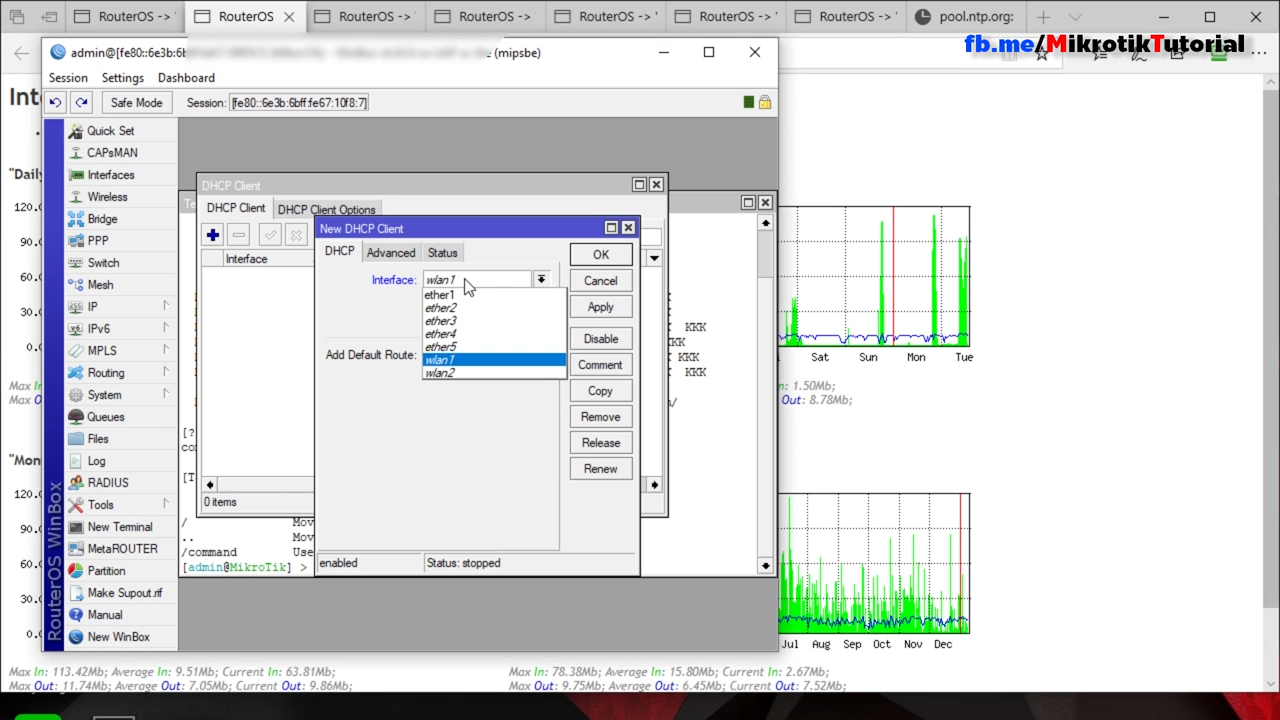 RouterOS -> '
RouterOS
RouterOS -> '
RouterOS ->
RouterOS -> '
RouterOS -> '
RouterOS -> '
pool.ntp.org:
fb.me/MikrotikTutorial
admin@[fe80::6e3b:6b
(mipsbe)
Session
Settings
Dashboard
Safe Mode
Session:
[fe80::6e3b:6bff:fe67:10f8:7]
Int
"Daily
"Mon
RouterOS WinBox
Quick Set
CAPsMAN
Interfaces
Wireless
Bridge
PPP
Switch
Mesh
IP
IPv6
MPLS
Routing
System
Queues
Files
Log
RADIUS
Tools
New Terminal
MetaROUTER
Partition
Make Supout.rif
Manual
New WinBox
120.
90.
60.
30.
0.
120.
90.
60.
30.
0.
Max In
Max O
DHCP Client
Te
DHCP Client
DHCP Client Options
Interface
0 items
New DHCP Client
DHCP
Advanced
Status
Interface:
wlan1
ether1
ether2
ether3
ether4
ether5
wlan1
wlan2
Add Default Route:
OK
Cancel
Apply
Disable
Comment
Copy
Remove
Release
Renew
enabled
Status: stopped
KKK
KKK
KKK
KKK
[?
co
[T
/ Mov
.. Mov
/command Use
[admin@MikroTik] >
Sat Sun Mon Tue
n: 1.50Mb;
Out: 8.78Mb;
Jul Aug Sep Oct Nov Dec
Max In: 113.42Mb; Average In: 9.51Mb; Current In: 63.81Mb;
Max Out: 11.74Mb; Average Out: 7.05Mb; Current Out: 9.86Mb;
Max In: 78.38Mb; Average In: 15.80Mb; Current In: 2.67Mb;
Max Out: 9.75Mb; Average Out: 6.45Mb; Current Out: 7.52Mb;